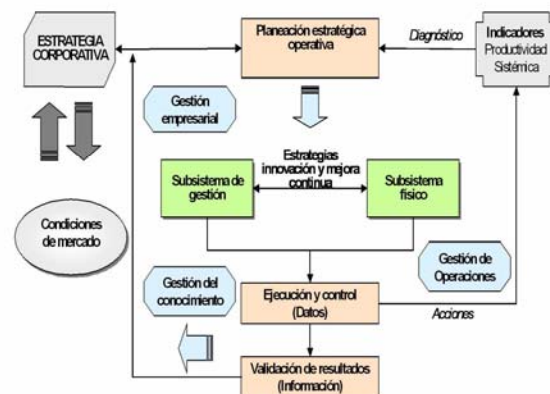 ESTRATEGIA
CORPORATIVA
Planeación estratégica
operativa
Diagnóstico
Indicadores
Productividad
Sistémica
Gestión
empresarial
Estrategias
innovación y mejora
continua
Subsistema de
gestión
Subsistema
físico
Condiciones
de mercado
Gestión de
Operaciones
Gestión del
conocimiento
Ejecución y control
(Datos)
Acciones
Validación de resultados
(Información)